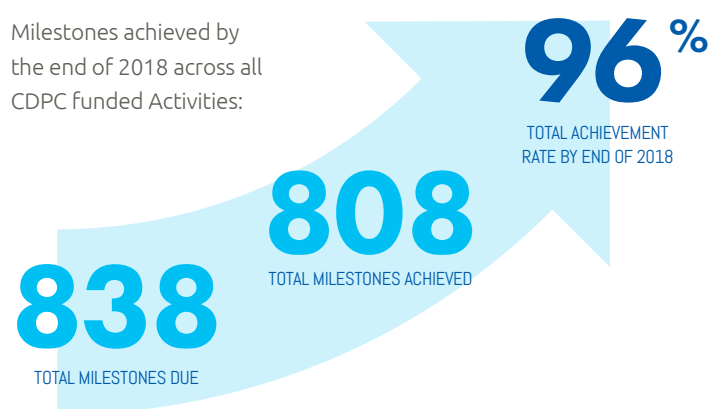 Milestones achieved by
the end of 2018 across all
CDPC funded Activities:
96%
TOTAL ACHIEVEMENT
RATE BY END OF 2018
808
TOTAL MILESTONES ACHIEVED
838
TOTAL MILESTONES DUE